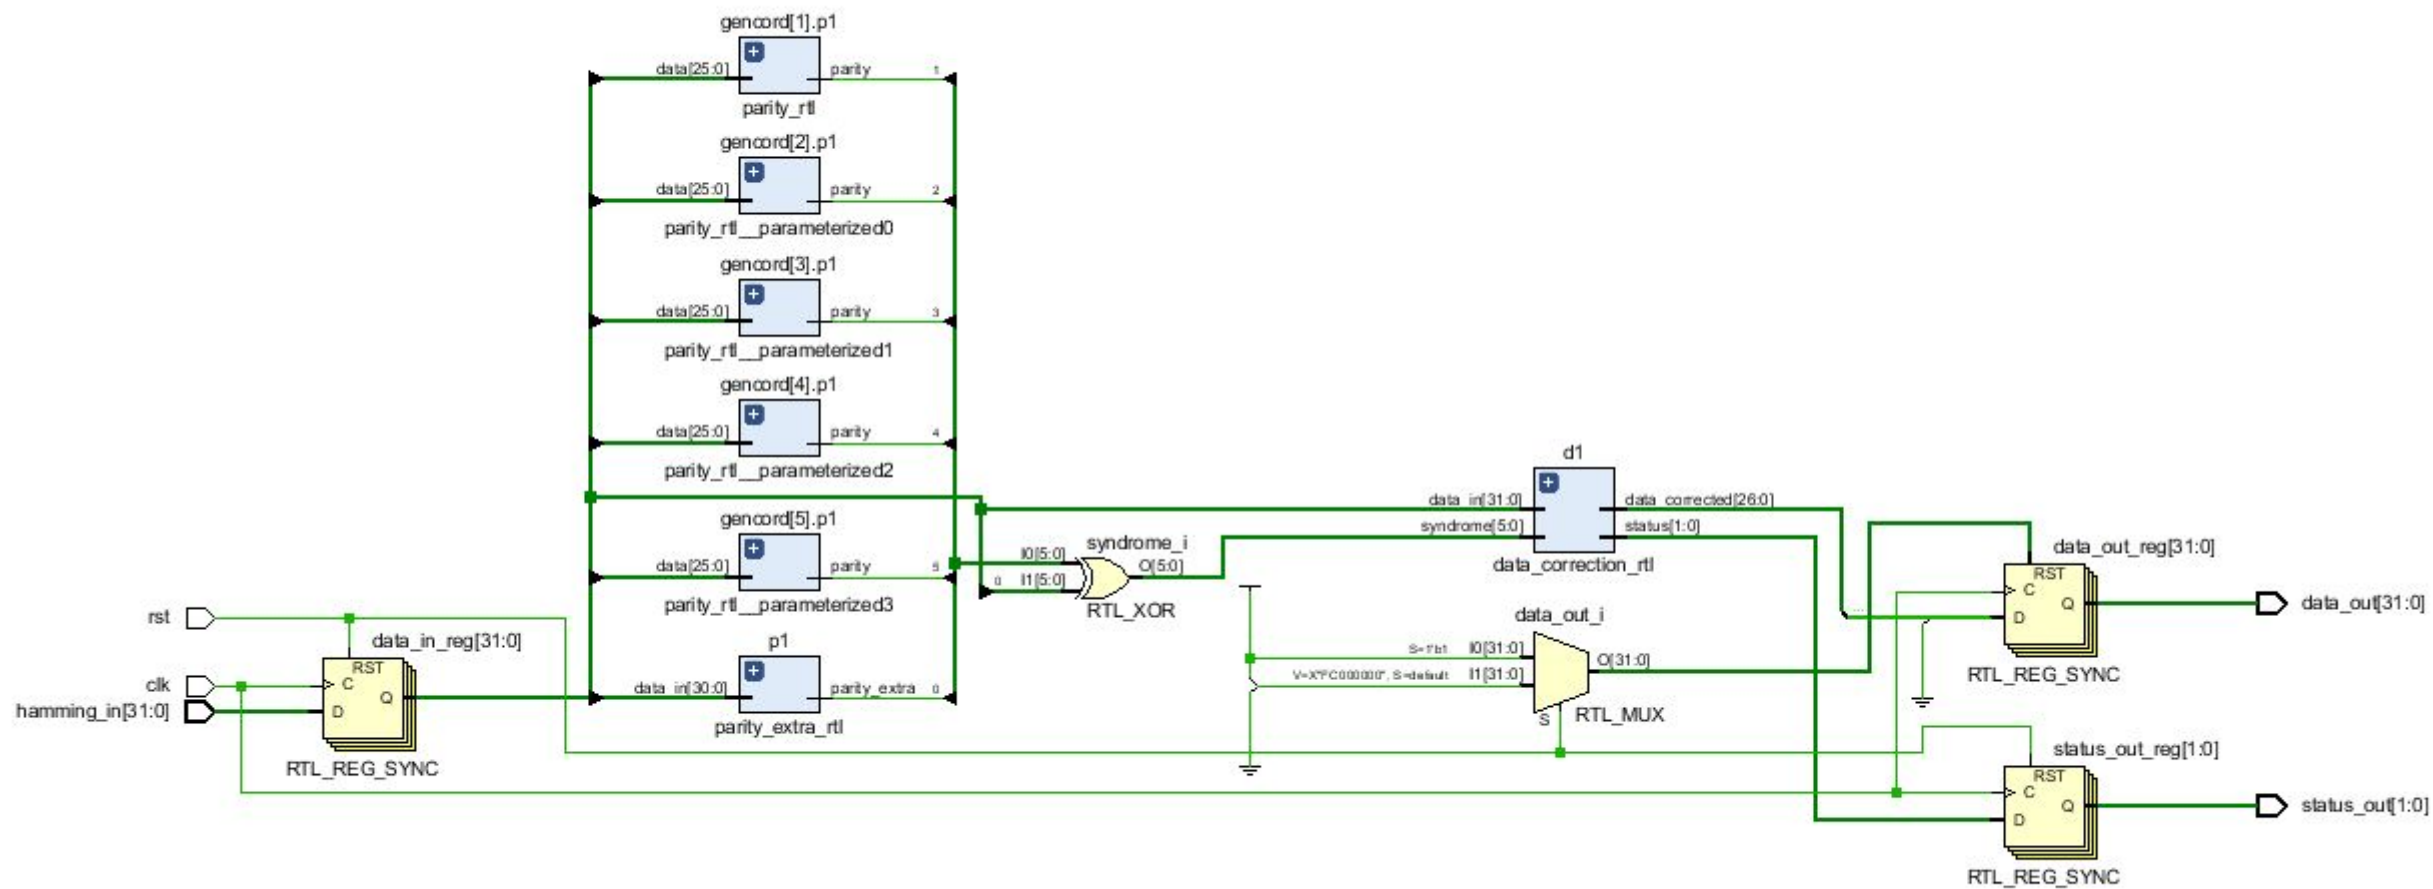 gencord[1].p1
data[25:0]
parity
1
parity_rtl
gencord[2].p1
data[25:0]
parity
2
parity_rtl__parameterized0
gencord[3].p1
data[25:0]
parity
3
parity_rtl__parameterized1
gencord[4].p1
data[25:0]
parity
4
parity_rtl__parameterized2
gencord[5].p1
data[25:0]
parity
5
parity_rtl__parameterized3
p1
data_in[30:0]
parity_extra
0
parity_extra_rtl
rst
clk
hamming_in[31:0]
data_in_reg[31:0]
RST
C
D
Q
RTL_REG_SYNC
syndrome_i
I0[5:0]
0
I1[5:0]
O[5:0]
RTL_XOR
d1
data_in[31:0]
syndrome[5:0]
data_corrected[26:0]
status[1:0]
data_correction_rtl
data_out_i
S=1'b1
I0[31:0]
V=X"FC000000", S=default
I1[31:0]
O[31:0]
S
RTL_MUX
data_out_reg[31:0]
RST
C
D
Q
RTL_REG_SYNC
data_out[31:0]
status_out_reg[1:0]
RST
C
D
Q
RTL_REG_SYNC
status_out[1:0]